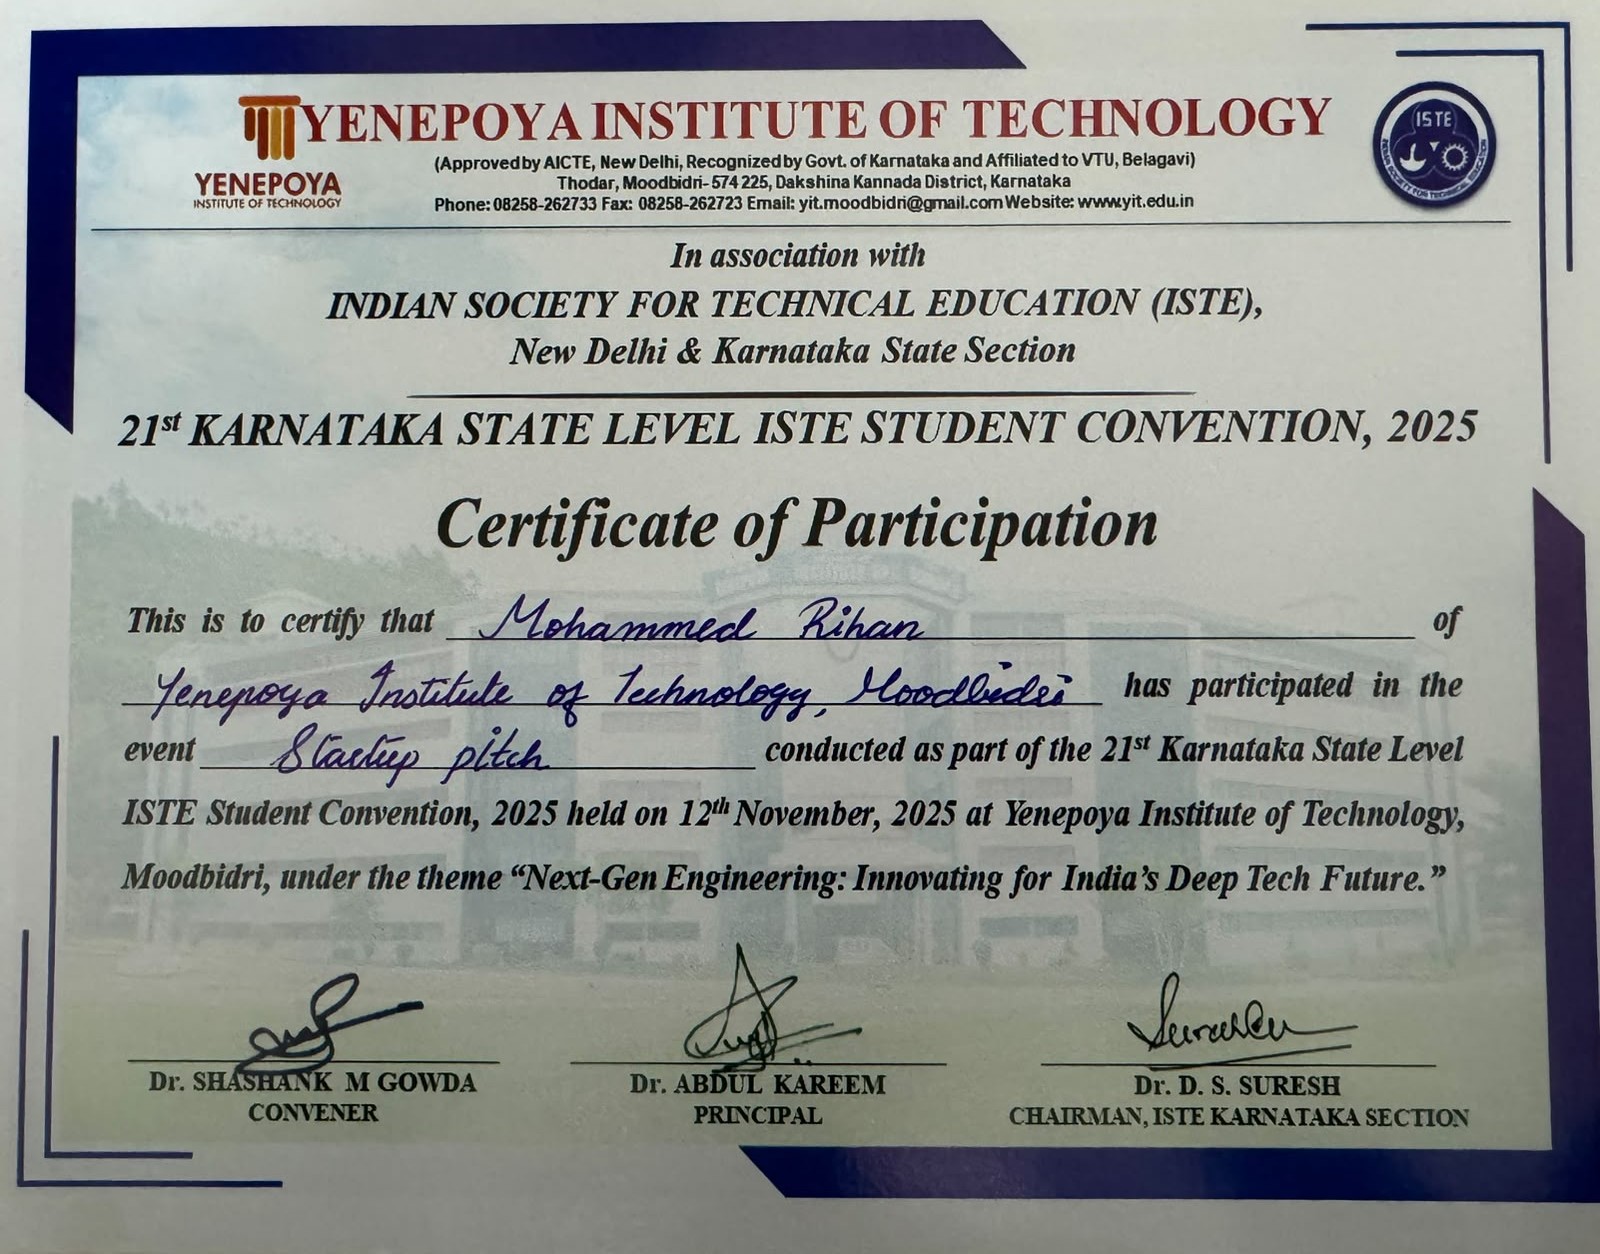 YENEPOYA INSTITUTE OF TECHNOLOGY
YENEPOYA
INSTITUTE OF TECHNOLOGY
(Approved by AICTE, New Delhi, Recognized by Govt. of Karnataka and Affiliated to VTU, Belagavi)
Thodar, Moodbidri-574 225, Dakshina Kannada District, Karnataka
Phone: 08258-262733 Fax: 08258-262723 Email: yit.moodbidri@gmail.com Website: www.yit.edu.in
ISTE
INDIAN SOCIETY FOR TECHNICAL EDUCATION
In association with
INDIAN SOCIETY FOR TECHNICAL EDUCATION (ISTE),
New Delhi & Karnataka State Section
21st KARNATAKA STATE LEVEL ISTE STUDENT CONVENTION, 2025
Certificate of Participation
This is to certify that Mohammed Rihan of
Yenepoya Institute of Technology, Moodbidri has participated in the
event Startup pitch conducted as part of the 21st Karnataka State Level
ISTE Student Convention, 2025 held on 12th November, 2025 at Yenepoya Institute of Technology,
Moodbidri, under the theme “Next-Gen Engineering: Innovating for India’s Deep Tech Future.”
Dr. SHASHANK M GOWDA
CONVENER
Dr. ABDUL KAREEM
PRINCIPAL
Dr. D. S. SURESH
CHAIRMAN, ISTE KARNATAKA SECTION